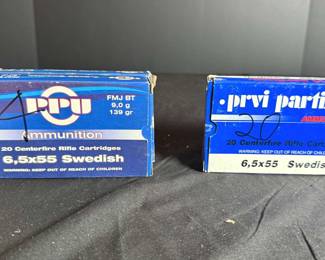 PPU
FMJ BT
9,0 g
139 gr
Ammunition
20 Centerfire Rifle Cartridges
6,5x55 Swedish
WARNING: KEEP OUT OF REACH OF CHILDREN
prvi parti
20
20 Centerfire Rifle Cart
6,5x55 Swedis
WARNING: KEEP OUT OF REACH OF CHILD